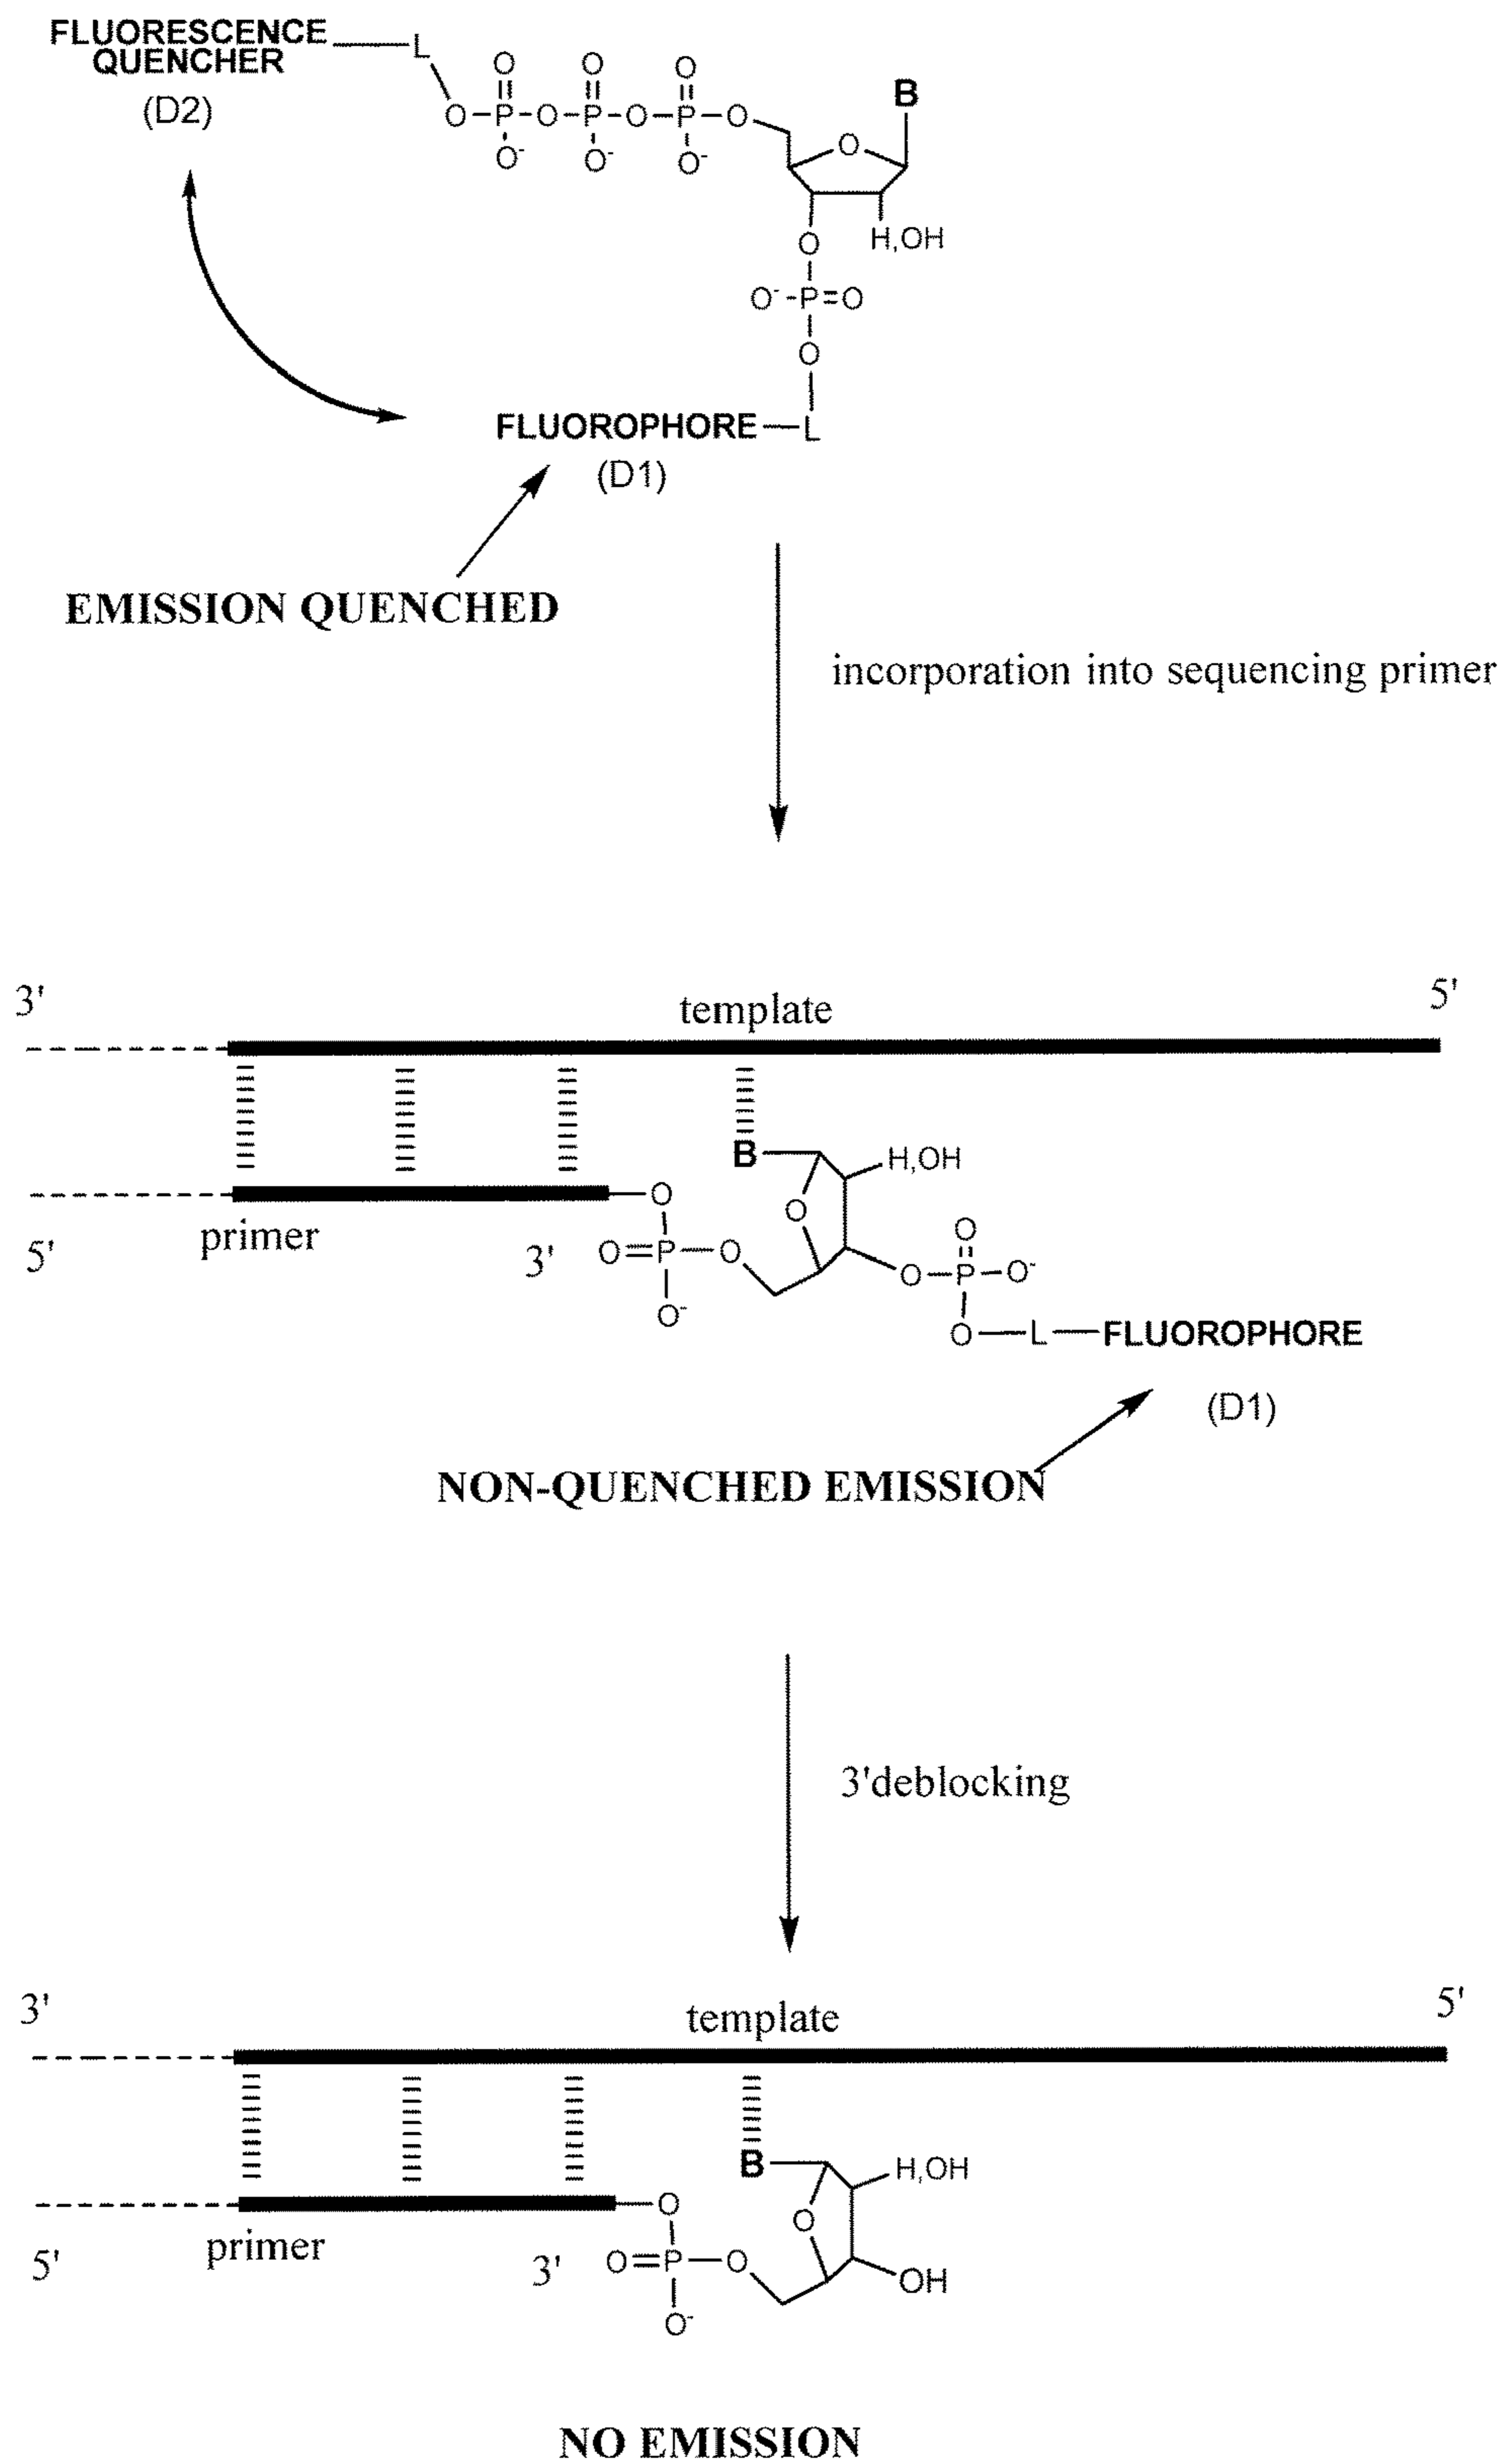 FLUORESCENCE
QUENCHER
(D2)
L
O O O
O-P-O-P-O-P-O
O⁻ O⁻ O⁻
B
O
H,OH
O
O⁻-P=O
O
FLUOROPHORE-L
(D1)
EMISSION QUENCHED
incorporation into sequencing primer
3' template 5'
B H,OH
O
O
5' primer 3' O=P-O
O⁻
O
O-P-O⁻
O-L-FLUOROPHORE
(D1)
NON-QUENCHED EMISSION
3'deblocking
3' template 5'
B H,OH
O
O
5' primer 3' O=P-O
OH
O⁻
NO EMISSION